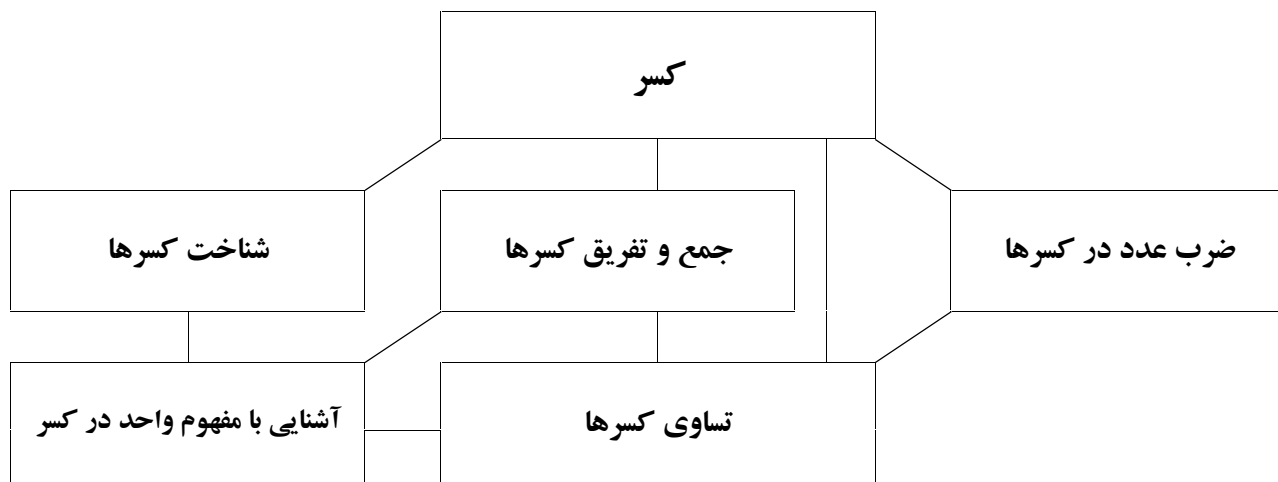 کسر
ضرب عدد در کسرها
جمع و تفریق کسرها
شناخت کسرها
تساوی کسرها
آشنایی با مفهوم واحد در کسر